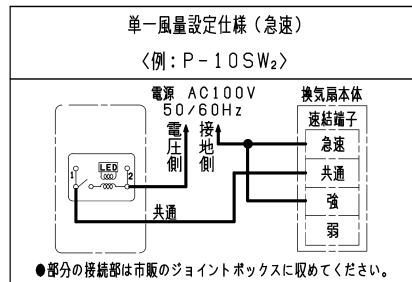 単一風量設定仕様（急速）
〈例：P－10SW₂〉
電源 AC100V
50/60Hz
電圧側
接地側
換気扇本体
速結端子
急速
共通
強
弱
LED
1
2
共通
●部分の接続部は市販のジョイントボックスに収めてください。